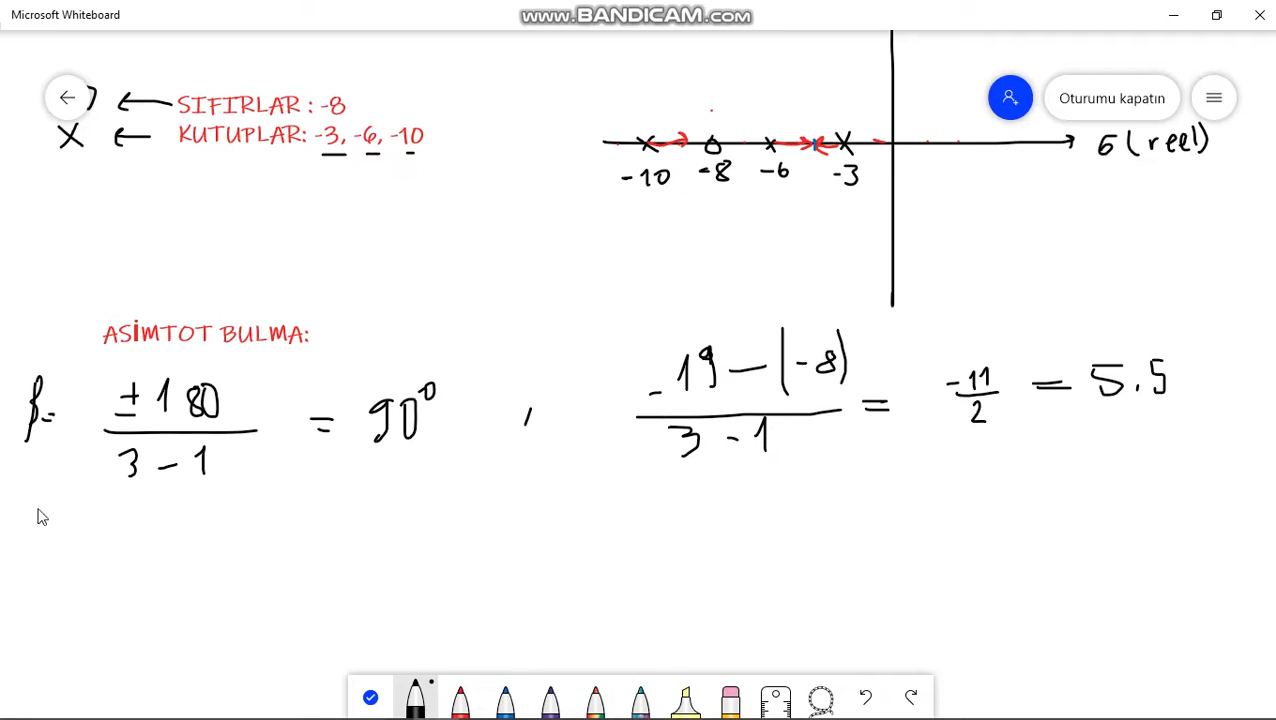 Microsoft Whiteboard
www.BANDICAM.com
Oturumu kapatın
SIFIRLAR : -8
X ← KUTUPLAR: -3, -6, -10
-10 -8 -6 -3
σ (reel)
ASİMTOT BULMA:
β = ±180 / 3 - 1 = 90° , -19 - (-8) / 3 - 1 = -11 / 2 = 5.5